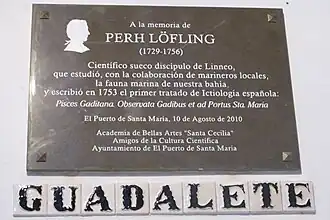 A la memoria de
PERH LÖFLING
(1729-1756)
Científico sueco discípulo de Linneo,
que estudió, con la colaboración de marineros locales,
la fauna marina de nuestra bahía,
y escribió en 1753 el primer tratado de Ictiología española:
Pisces Gaditana. Observata Gadibus et ad Portus Sta. Maria
El Puerto de Santa María, 10 de Agosto de 2010
Academia de Bellas Artes "Santa Cecilia"
Amigos de la Cultura Científica
Ayuntamiento de El Puerto de Santa María
GUADALETE